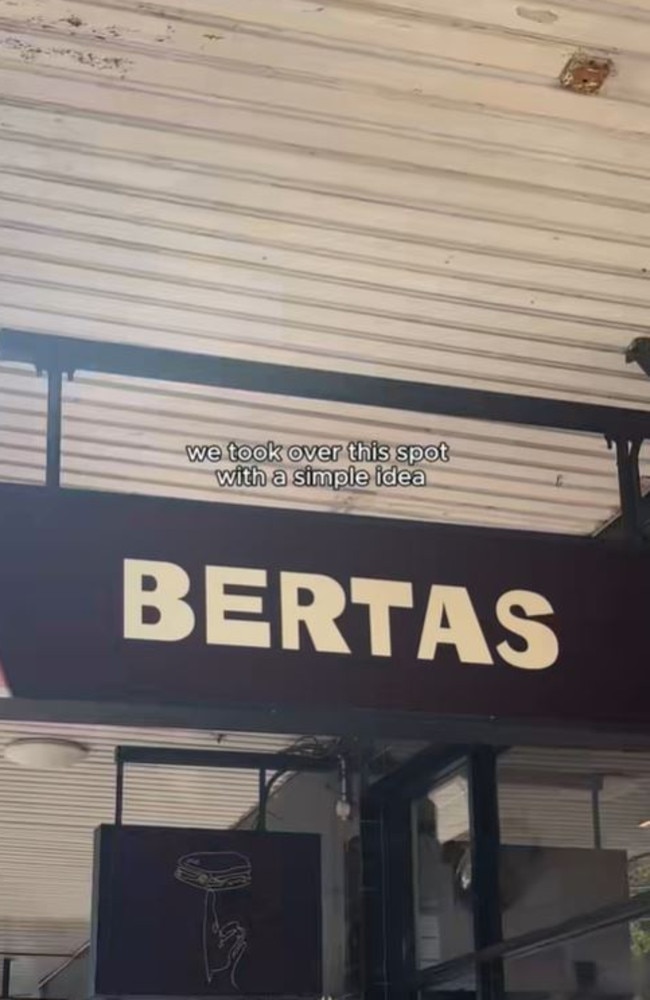 we took over this spot
with a simple idea
BERTAS